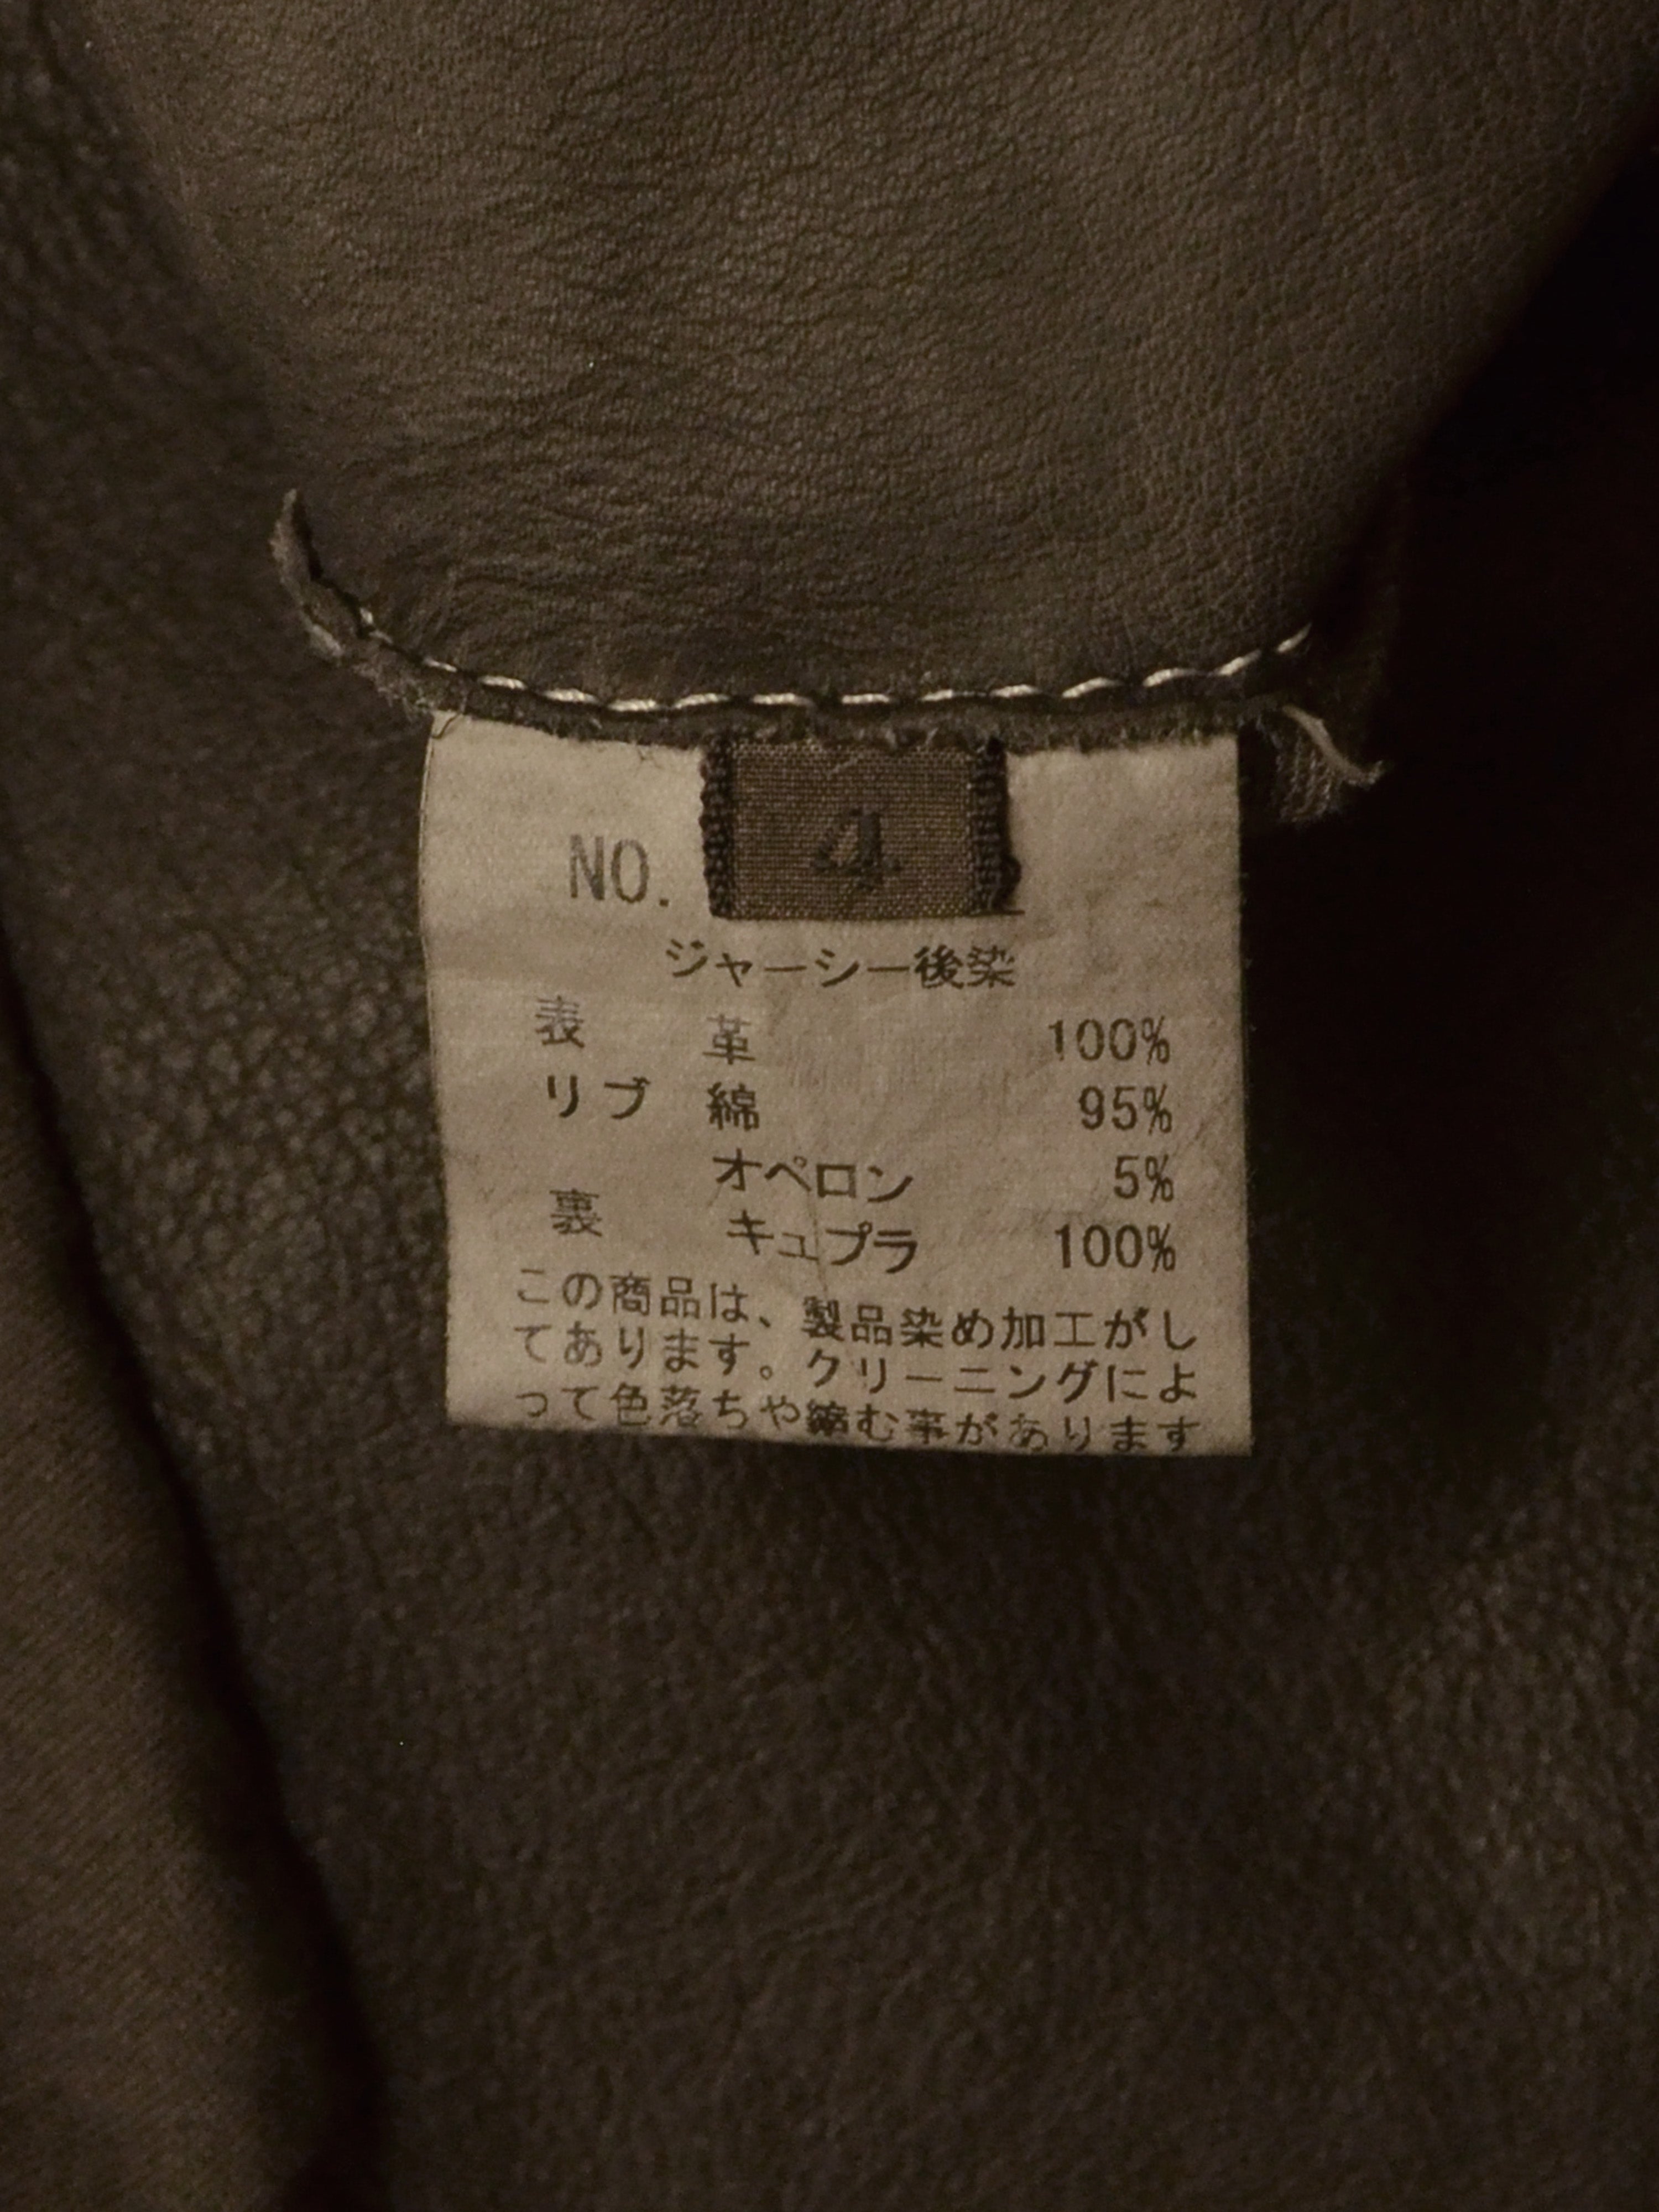 4
NO.
ジャーシー後染
表 革 100%
リブ 綿 95%
オペロン 5%
裏 キュプラ 100%
この商品は、製品染め加工がし
てあります。クリーニングによ
って色落ちや縮む事があります